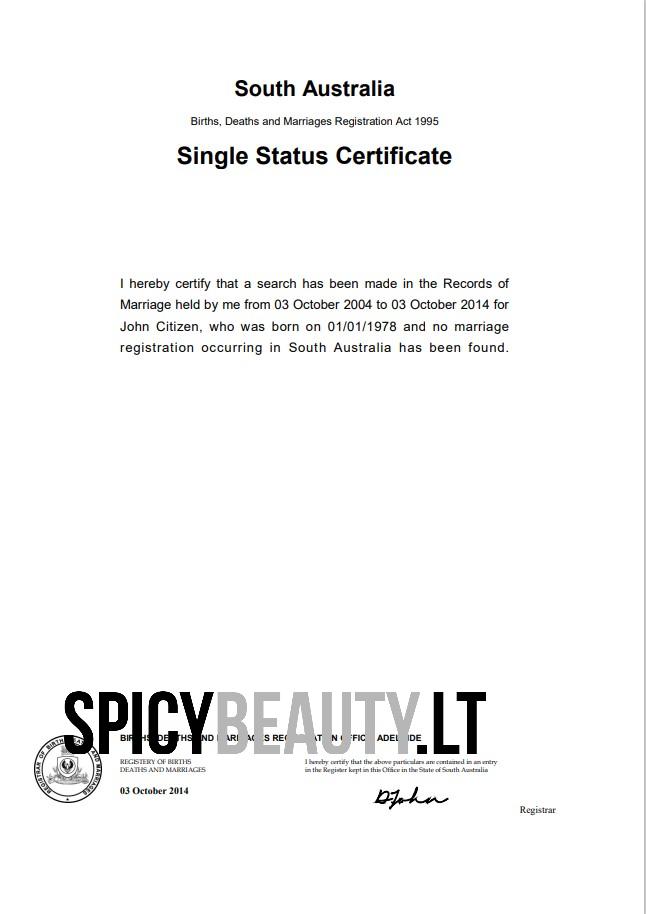 South Australia
Births, Deaths and Marriages Registration Act 1995
Single Status Certificate
I hereby certify that a search has been made in the Records of
Marriage held by me from 03 October 2004 to 03 October 2014 for
John Citizen, who was born on 01/01/1978 and no marriage
registration occurring in South Australia has been found.
SPICYBEAUTY.LT
BIRTHS, DEATHS AND MARRIAGES REGISTRATION OFFICE, ADELAIDE
REGISTERY OF BIRTHS
DEATHS AND MARRIAGES
03 October 2014
I hereby certify that the above particulars are contained in an entry
in the Register kept in this Office in the State of South Australia
DJohn
Registrar
REGISTRAR OF BIRTHS AND MARRIAGES